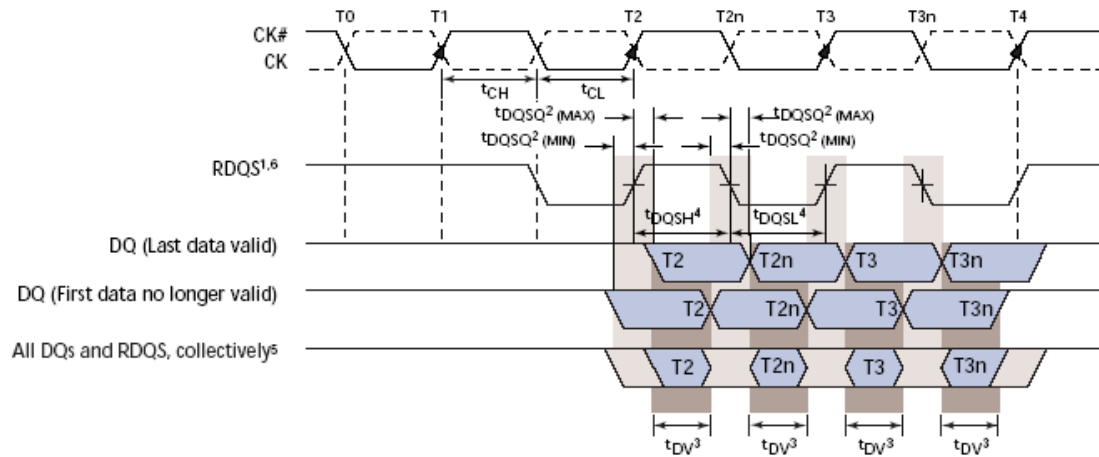 T0 T1 T2 T2n T3 T3n T4
CK#
CK
tCH tCL
tDQSQ² (MAX) tDQSQ² (MAX)
tDQSQ² (MIN) tDQSQ² (MIN)
RDQS¹,⁶
tDQSH⁴ tDQSL⁴
DQ (Last data valid)
T2 T2n T3 T3n
DQ (First data no longer valid)
T2 T2n T3 T3n
All DQs and RDQS, collectively⁵
T2 T2n T3 T3n
tDV³ tDV³ tDV³ tDV³